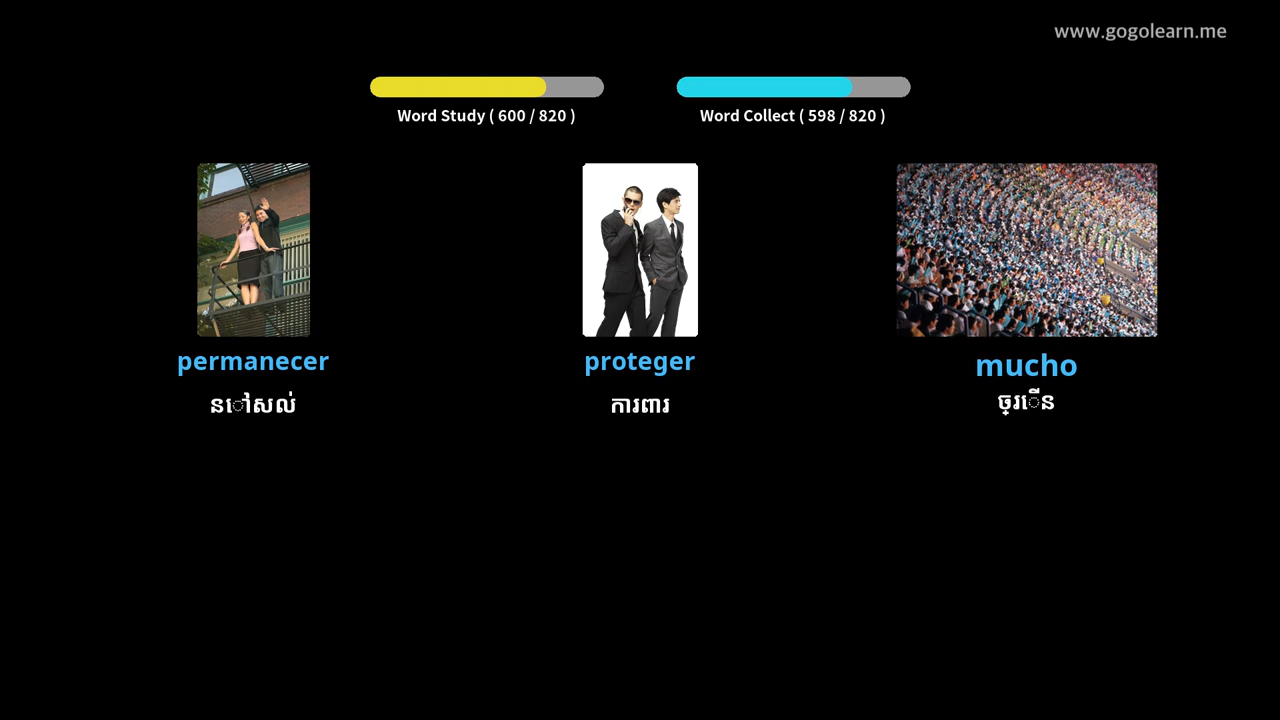 www.gogolearn.me
Word Study ( 600 / 820 )
Word Collect ( 598 / 820 )
permanecer
proteger
mucho
នៅសល់
ការពារ
ច្រើន